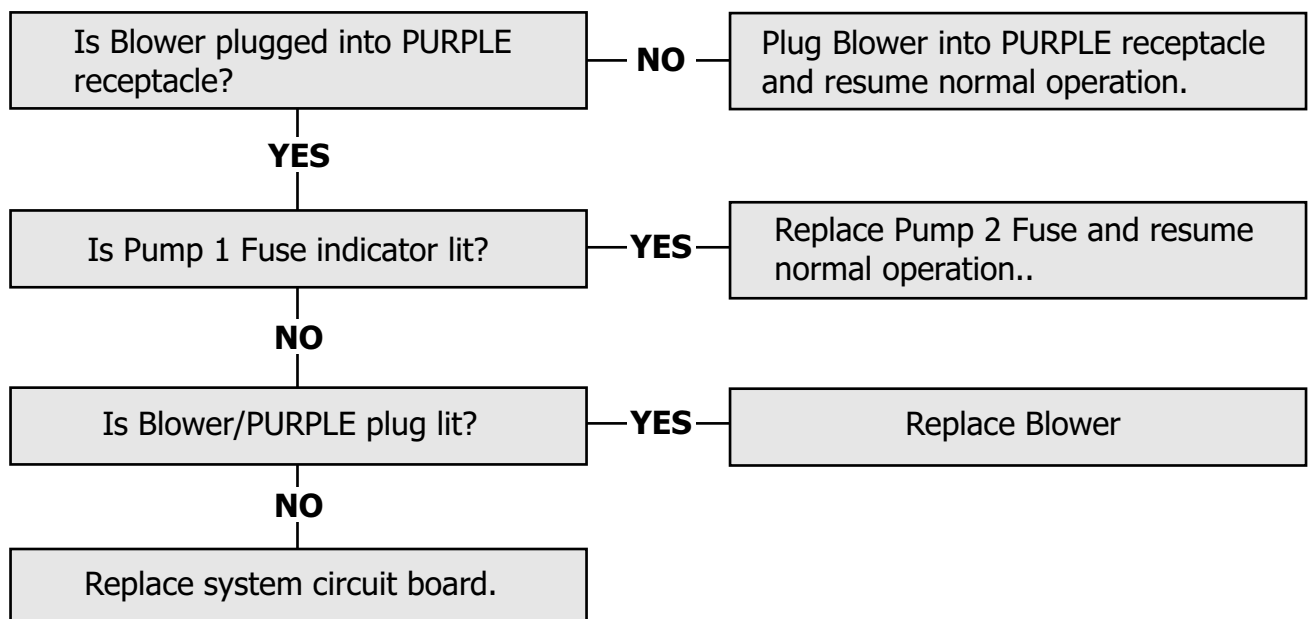 Is Blower plugged into PURPLE
receptacle?
NO
Plug Blower into PURPLE receptacle
and resume normal operation.
YES
Is Pump 1 Fuse indicator lit?
YES
Replace Pump 2 Fuse and resume
normal operation..
NO
Is Blower/PURPLE plug lit?
YES
Replace Blower
NO
Replace system circuit board.